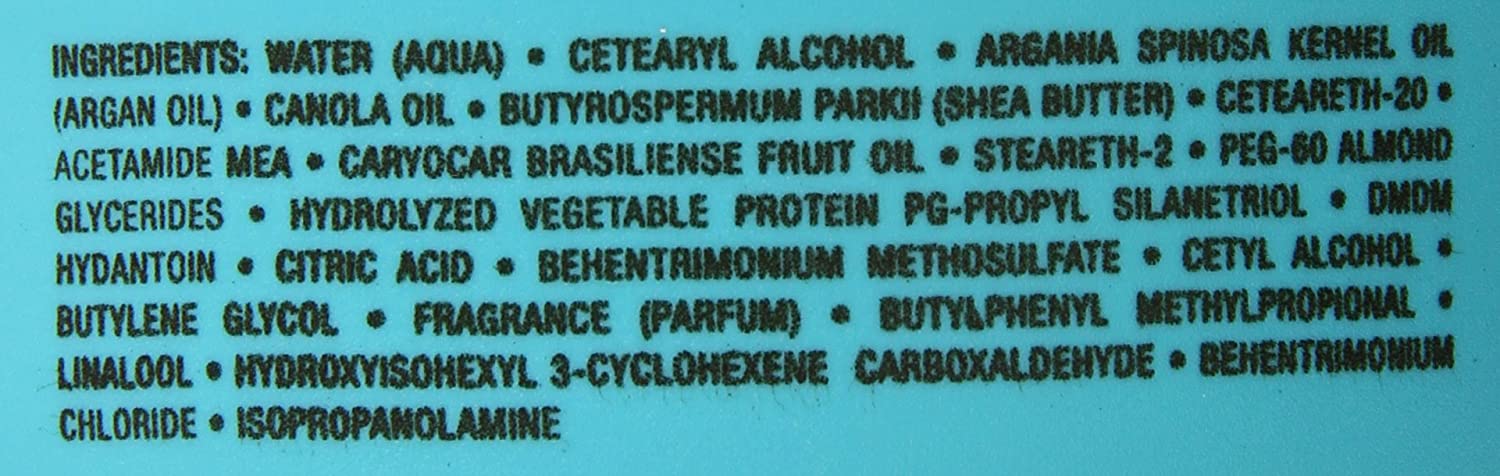 INGREDIENTS: WATER (AQUA) • CETEARYL ALCOHOL • ARGANIA SPINOSA KERNEL OIL
(ARGAN OIL) • CANOLA OIL • BUTYROSPERMUM PARKII (SHEA BUTTER) • CETEARETH-20 •
ACETAMIDE MEA • CARYOCAR BRASILIENSE FRUIT OIL • STEARETH-2 • PEG-60 ALMOND
GLYCERIDES • HYDROLYZED VEGETABLE PROTEIN PG-PROPYL SILANETRIOL • DMDM
HYDANTOIN • CITRIC ACID • BEHENTRIMONIUM METHOSULFATE • CETYL ALCOHOL •
BUTYLENE GLYCOL • FRAGRANCE (PARFUM) • BUTYLPHENYL METHYLPROPIONAL •
LINALOOL • HYDROXYISOHEXYL 3-CYCLOHEXENE CARBOXALDEHYDE • BEHENTRIMONIUM
CHLORIDE • ISOPROPANOLAMINE